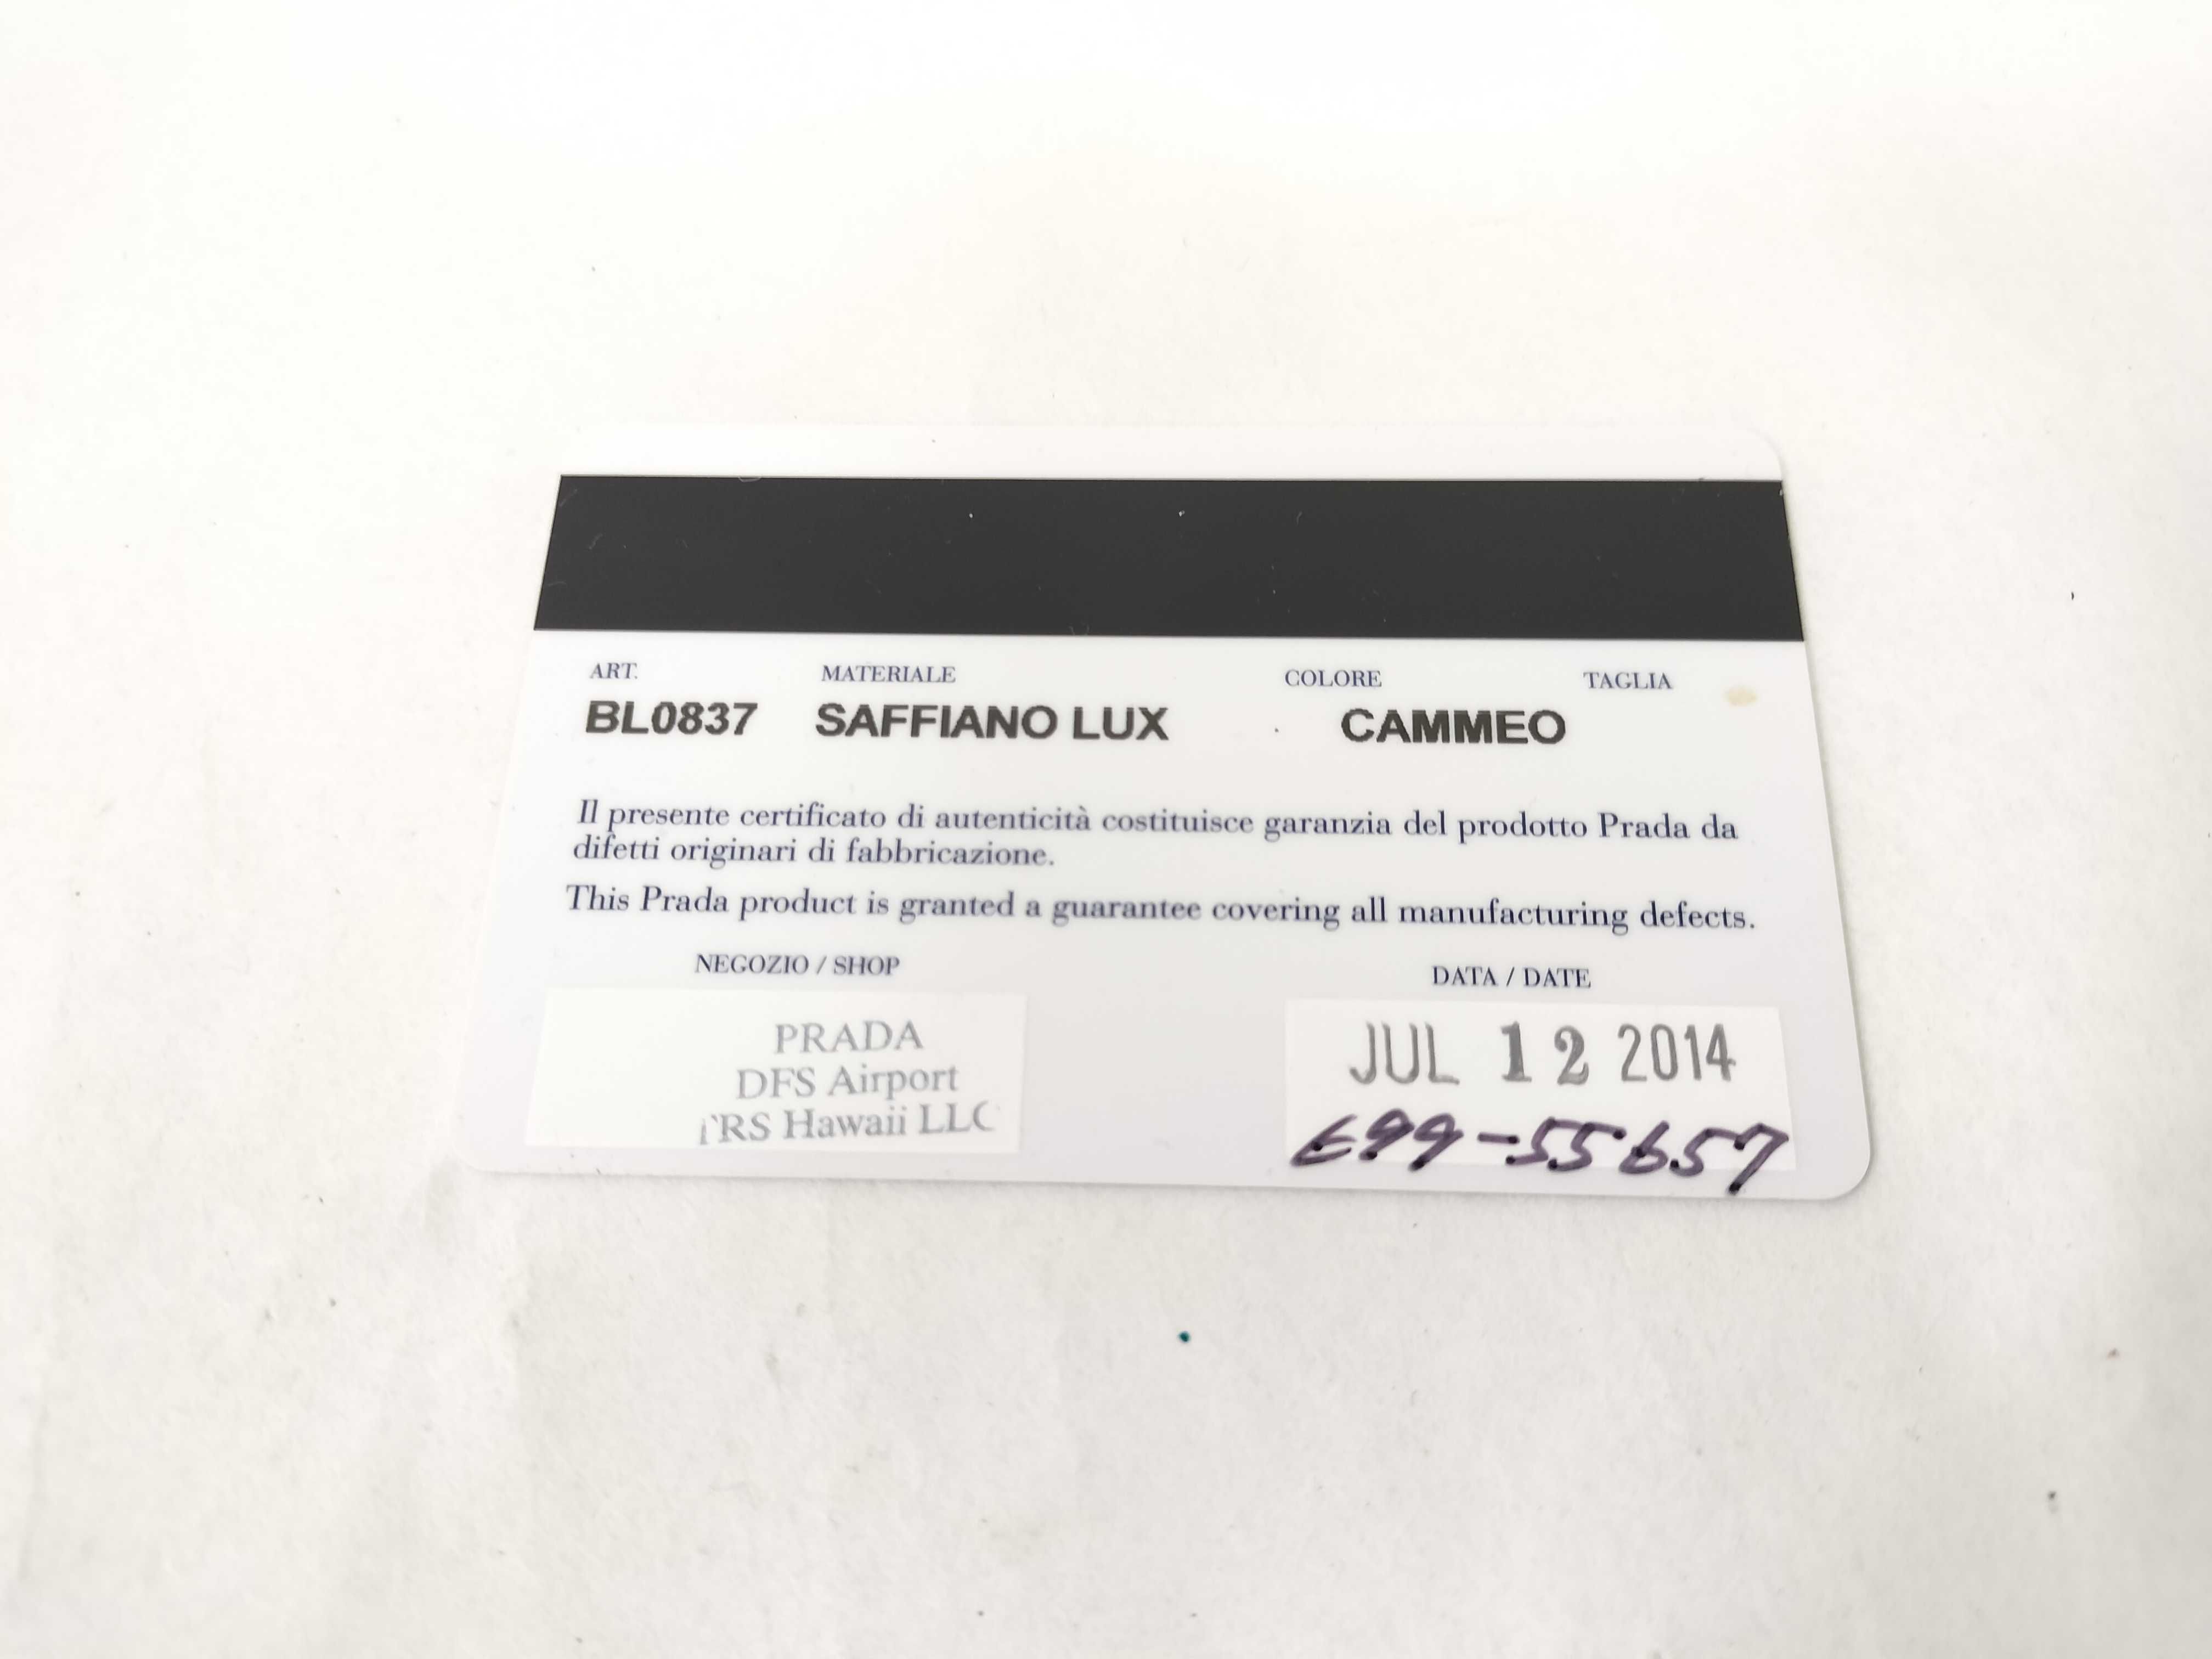 ART. MATERIALE COLORE TAGLIA
BL0837 SAFFIANO LUX CAMMEO
Il presente certificato di autenticità costituisce garanzia del prodotto Prada da
difetti originari di fabbricazione.
This Prada product is granted a guarantee covering all manufacturing defects.
NEGOZIO / SHOP DATA / DATE
PRADA
DFS Airport
Hawaii
JUL 12 2014
699-55657